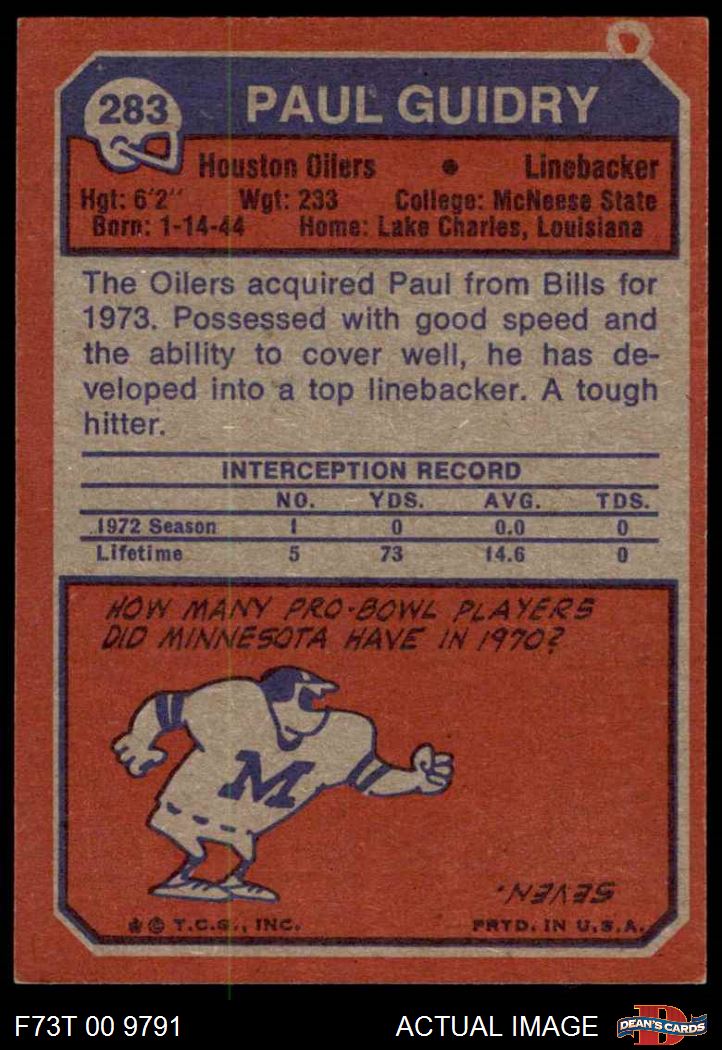 283
PAUL GUIDRY
Houston Oilers • Linebacker
Hgt: 6'2" Wgt: 233 College: McNeese State
Born: 1-14-44 Home: Lake Charles, Louisiana
The Oilers acquired Paul from Bills for
1973. Possessed with good speed and
the ability to cover well, he has de-
veloped into a top linebacker. A tough
hitter.
INTERCEPTION RECORD
NO. YDS. AVG. TDS.
1972 Season 1 0 0.0 0
Lifetime 5 73 14.6 0
HOW MANY PRO-BOWL PLAYERS
DID MINNESOTA HAVE IN 1970?
M
SEVEN.
© T.C.G., INC. PRTD. IN U.S.A.
F73T 00 9791 ACTUAL IMAGE D
DEAN'S CARDS